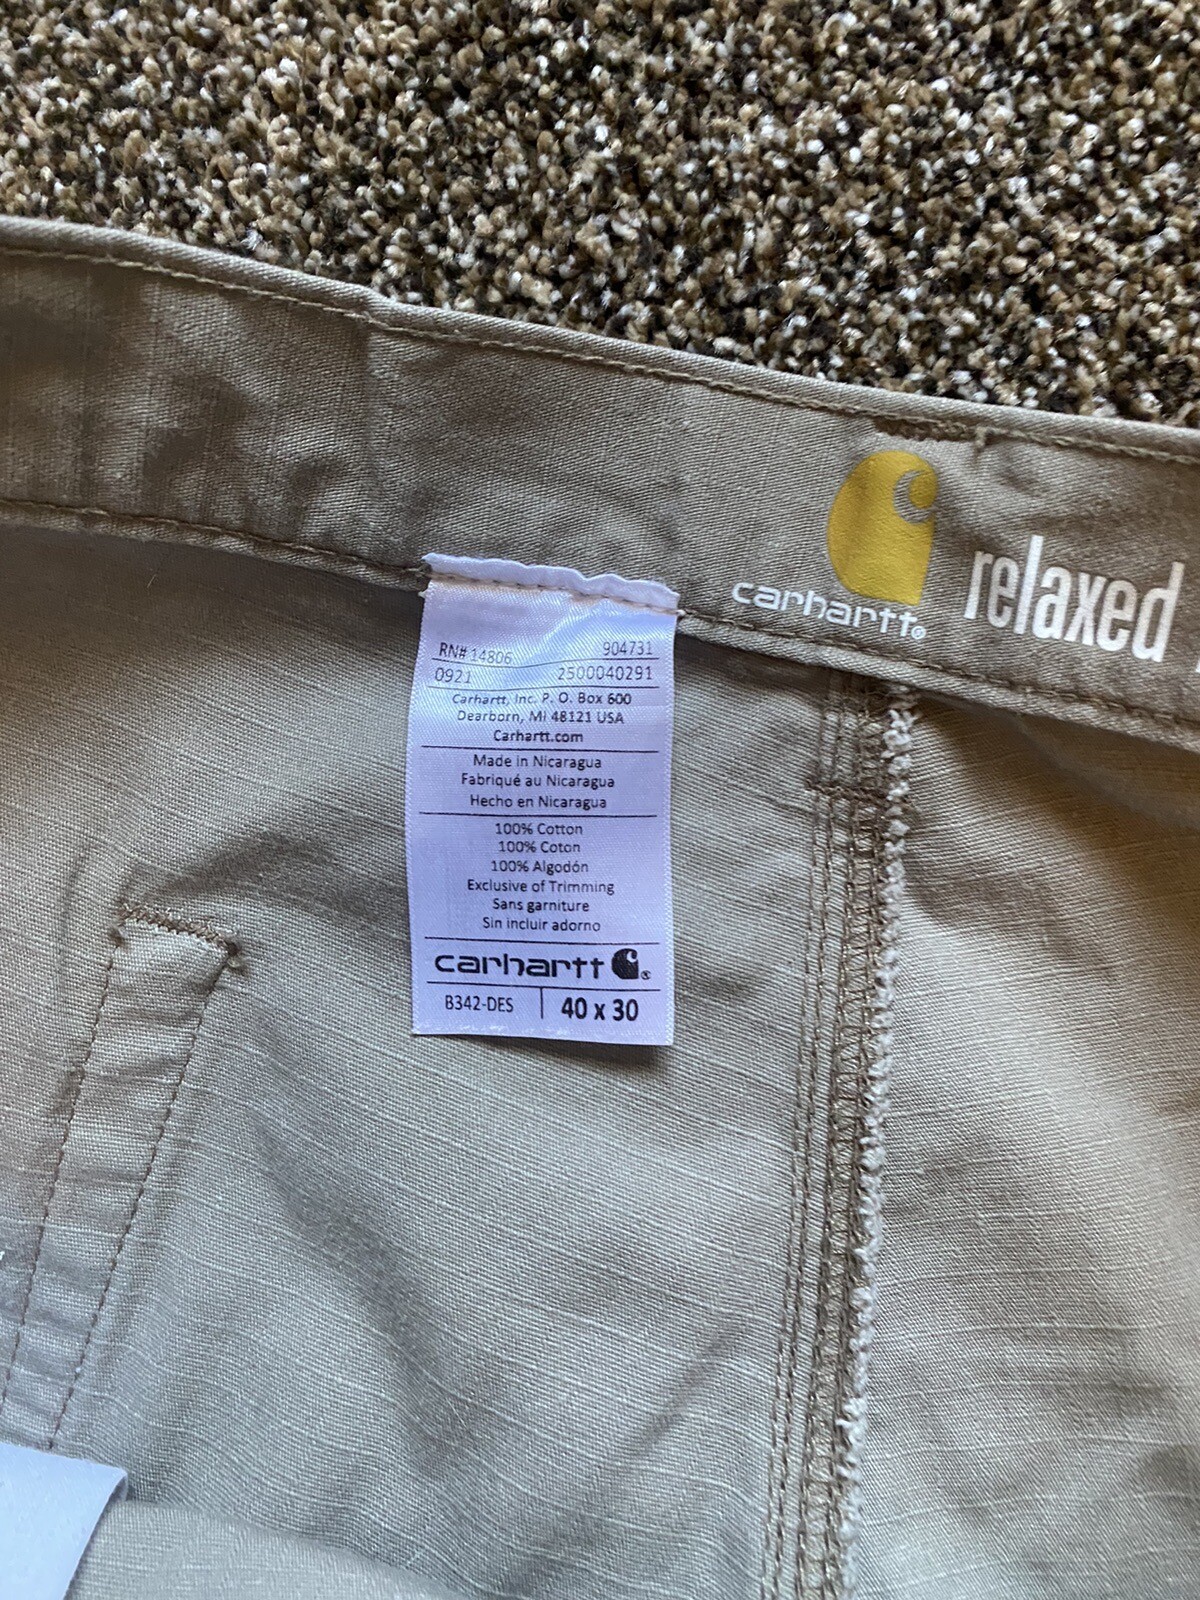 carhartt®
relaxed
RN# 14806 904731
0921 2500040291
Carhartt, Inc. P. O. Box 600
Dearborn, MI 48121 USA
Carhartt.com
Made in Nicaragua
Fabriqué au Nicaragua
Hecho en Nicaragua
100% Cotton
100% Coton
100% Algodón
Exclusive of Trimming
Sans garniture
Sin incluir adorno
carhartt ®
B342-DES 40 x 30